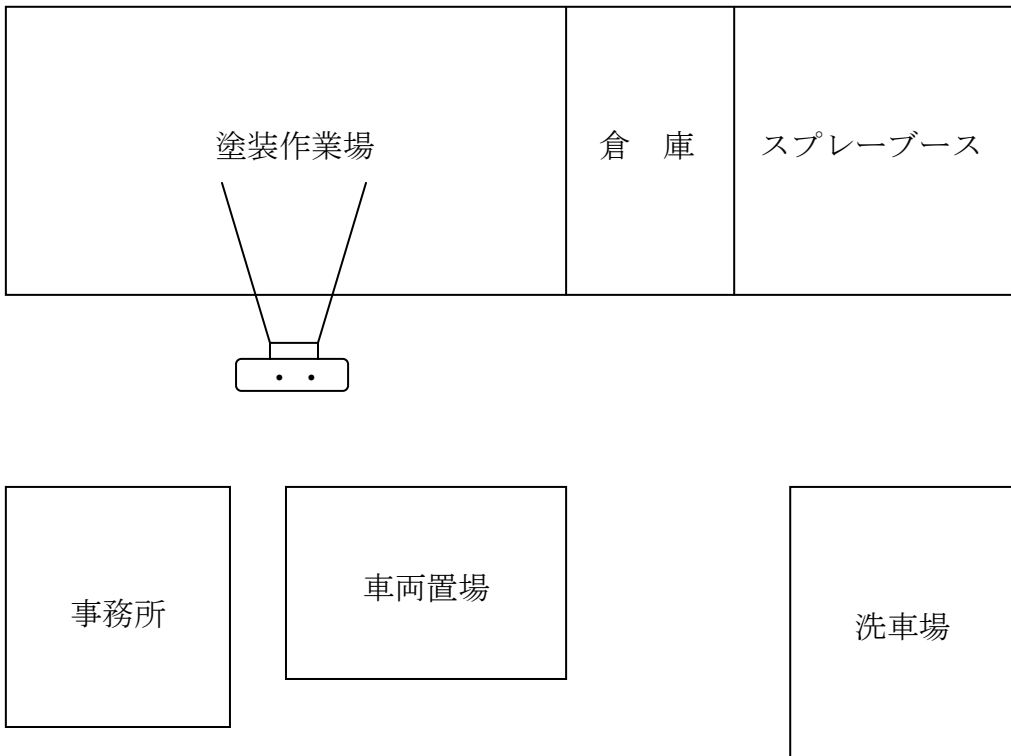 塗装作業場
倉　庫
スプレーブース
事務所
車両置場
洗車場